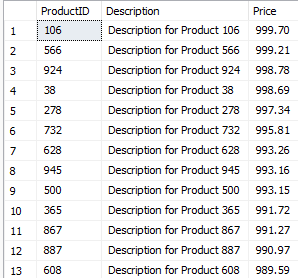 ProductID Description Price
1 106 Description for Product 106 999.70
2 566 Description for Product 566 999.21
3 924 Description for Product 924 998.78
4 38 Description for Product 38 998.69
5 278 Description for Product 278 997.34
6 732 Description for Product 732 995.81
7 628 Description for Product 628 993.26
8 945 Description for Product 945 993.16
9 500 Description for Product 500 993.15
10 365 Description for Product 365 991.72
11 867 Description for Product 867 991.27
12 887 Description for Product 887 990.97
13 608 Description for Product 608 989.59